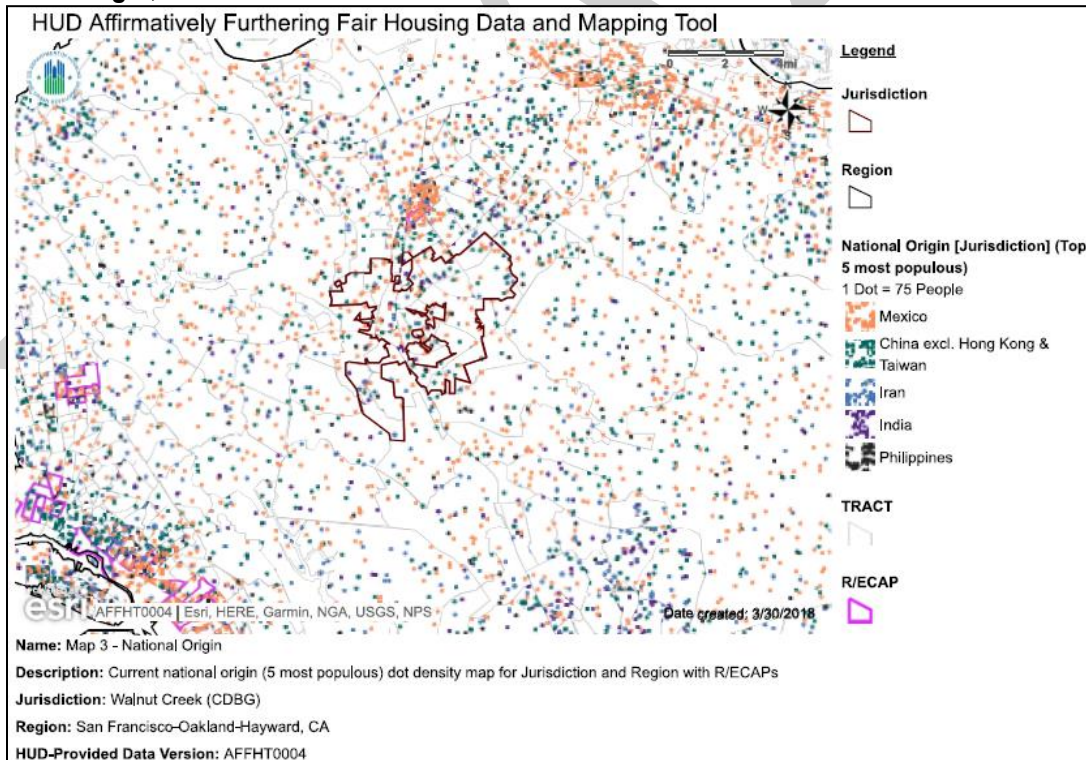 HUD Affirmatively Furthering Fair Housing Data and Mapping Tool
0 2 4mi
W
S
Legend
Jurisdiction
Region
National Origin [Jurisdiction] (Top
5 most populous)
1 Dot = 75 People
Mexico
China excl. Hong Kong &
Taiwan
Iran
India
Philippines
TRACT
R/ECAP
esri
AFFHT0004 | Esri, HERE, Garmin, NGA, USGS, NPS
Date created: 3/30/2018
Name: Map 3 - National Origin
Description: Current national origin (5 most populous) dot density map for Jurisdiction and Region with R/ECAPs
Jurisdiction: Walnut Creek (CDBG)
Region: San Francisco-Oakland-Hayward, CA
HUD-Provided Data Version: AFFHT0004